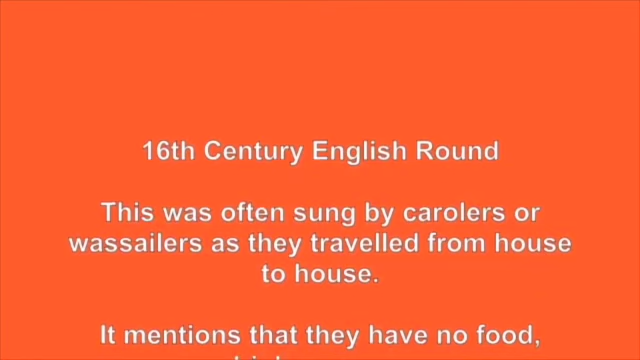 16th Century English Round
This was often sung by carolers or
wassailers as they travelled from house
to house.
It mentions that they have no food,